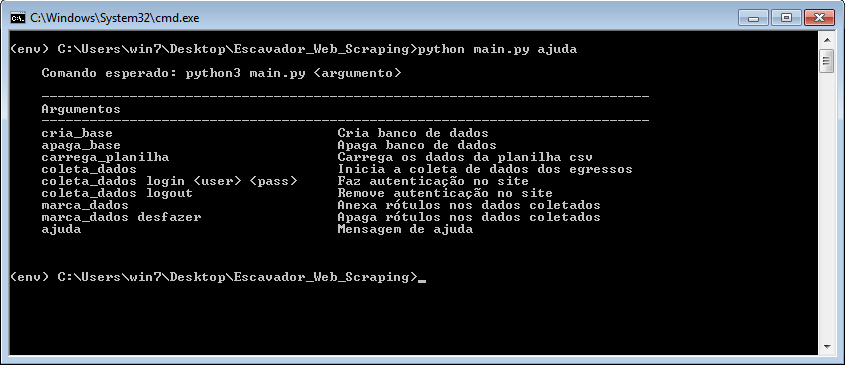 C:\Windows\System32\cmd.exe
(env) C:\Users\win7\Desktop\Escavador_Web_Scraping>python main.py ajuda
Comando esperado: python3 main.py <argumento>
----------------------------------------------------------------------------
Argumentos
----------------------------------------------------------------------------
cria_base Cria banco de dados
apaga_base Apaga banco de dados
carrega_planilha Carrega os dados da planilha csv
coleta_dados Inicia a coleta de dados dos egressos
coleta_dados login <user> <pass> Faz autenticação no site
coleta_dados logout Remove autenticação no site
marca_dados Anexa rótulos nos dados coletados
marca_dados desfazer Apaga rótulos nos dados coletados
ajuda Mensagem de ajuda
(env) C:\Users\win7\Desktop\Escavador_Web_Scraping>_